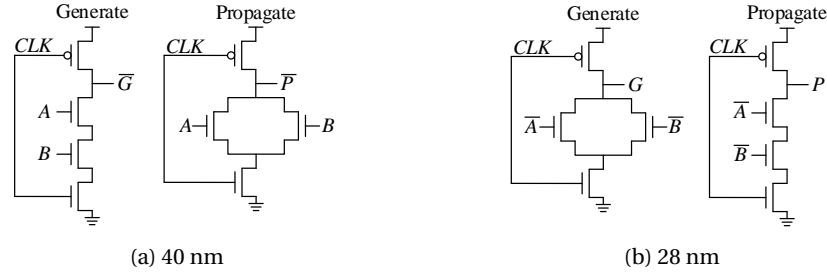 Generate Propagate
CLK CLK
G̅ P̅
A A B
B
(a) 40 nm
Generate Propagate
CLK CLK
G P
A̅ B̅ A̅
B̅
(b) 28 nm